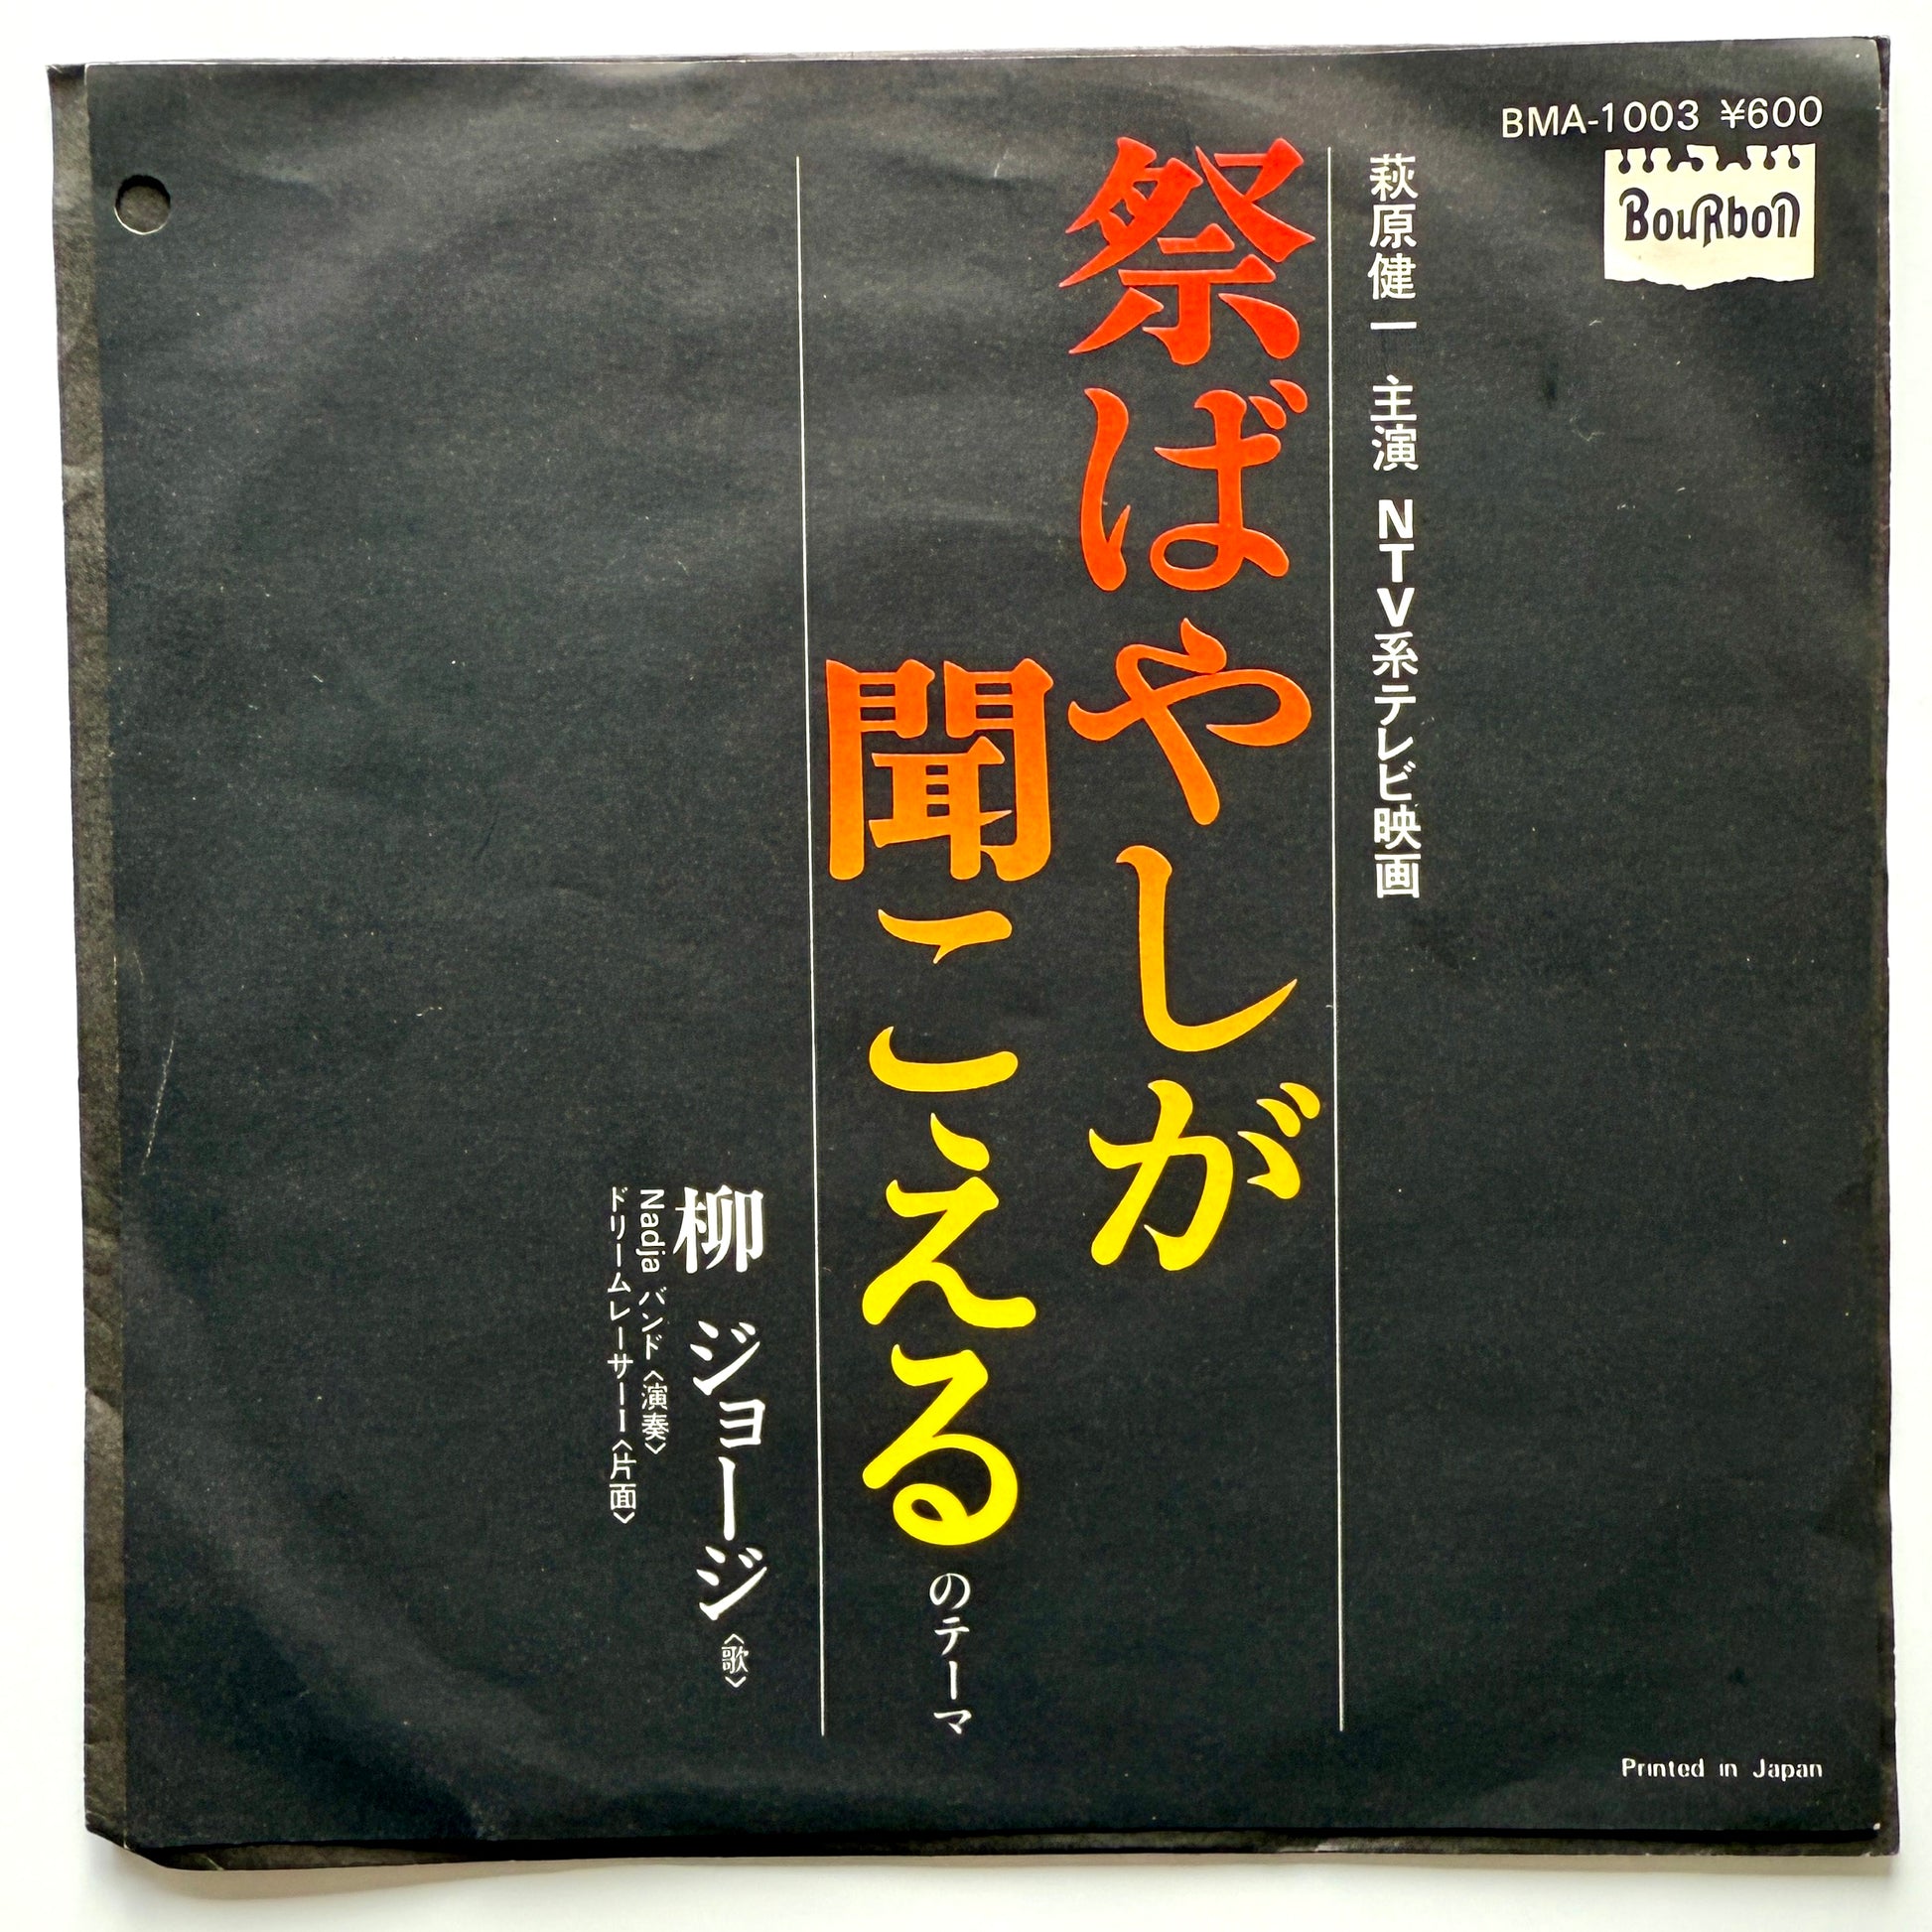 BMA-1003 ¥600
BouRbon
萩原健一 主演 NTV系テレビ映画
祭ばやしが
聞こえるのテーマ
柳 ジョージ〈歌〉
Nadja バンド〈演奏〉
ドリームレーサーI〈片面〉
Printed in Japan